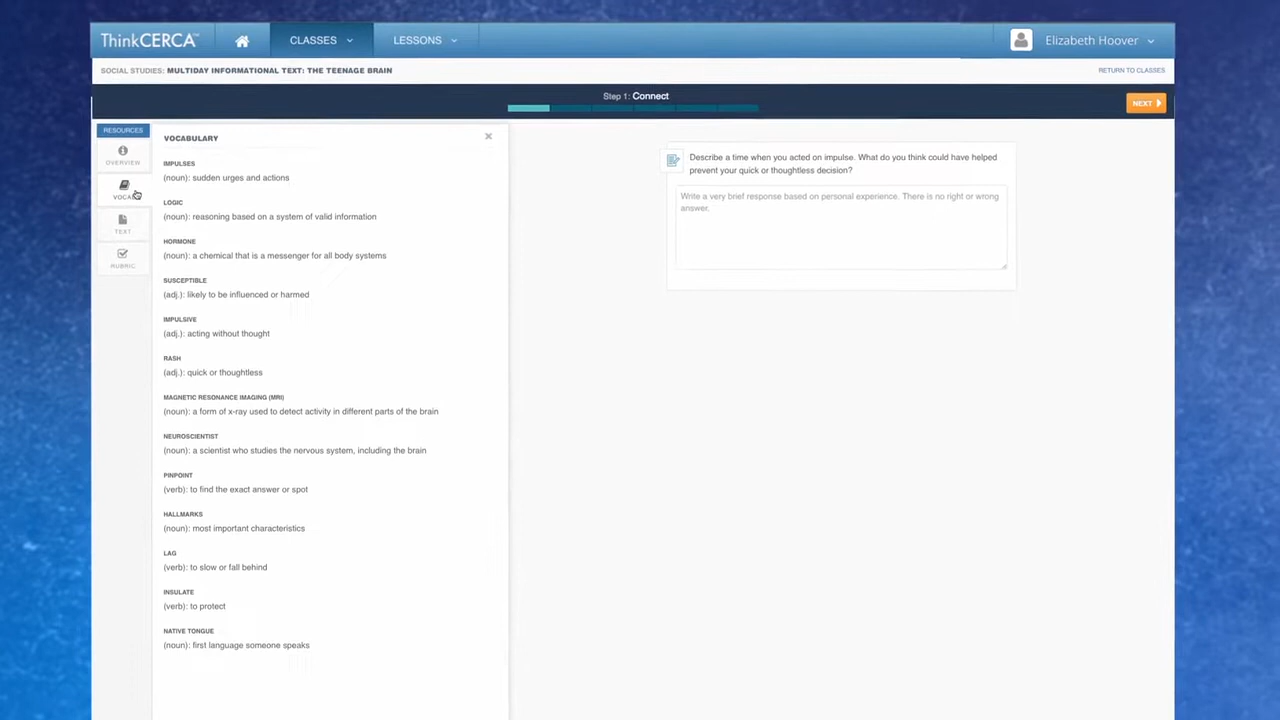 ThinkCERCA™
CLASSES
LESSONS
Elizabeth Hoover
SOCIAL STUDIES: MULTIDAY INFORMATIONAL TEXT: THE TEENAGE BRAIN
RETURN TO CLASSES
Step 1: Connect
NEXT
RESOURCES
OVERVIEW
VOCAB
TEXT
RUBRIC
VOCABULARY
IMPULSES
(noun): sudden urges and actions
LOGIC
(noun): reasoning based on a system of valid information
HORMONE
(noun): a chemical that is a messenger for all body systems
SUSCEPTIBLE
(adj.): likely to be influenced or harmed
IMPULSIVE
(adj.): acting without thought
RASH
(adj.): quick or thoughtless
MAGNETIC RESONANCE IMAGING (MRI)
(noun): a form of x-ray used to detect activity in different parts of the brain
NEUROSCIENTIST
(noun): a scientist who studies the nervous system, including the brain
PINPOINT
(verb): to find the exact answer or spot
HALLMARKS
(noun): most important characteristics
LAG
(verb): to slow or fall behind
INSULATE
(verb): to protect
NATIVE TONGUE
(noun): first language someone speaks
Describe a time when you acted on impulse. What do you think could have helped
prevent your quick or thoughtless decision?
Write a very brief response based on personal experience. There is no right or wrong
answer.